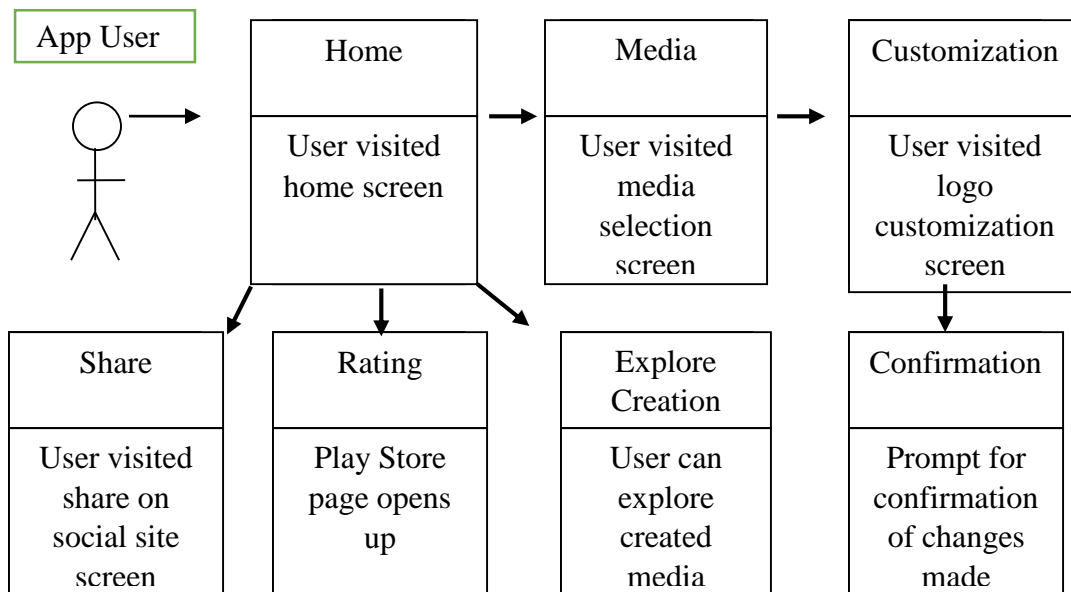 App User
Home
User visited
home screen
Media
User visited
media
selection
screen
Customization
User visited
logo
customization
screen
Share
User visited
share on
social site
screen
Rating
Play Store
page opens
up
Explore
Creation
User can
explore
created
media
Confirmation
Prompt for
confirmation
of changes
made